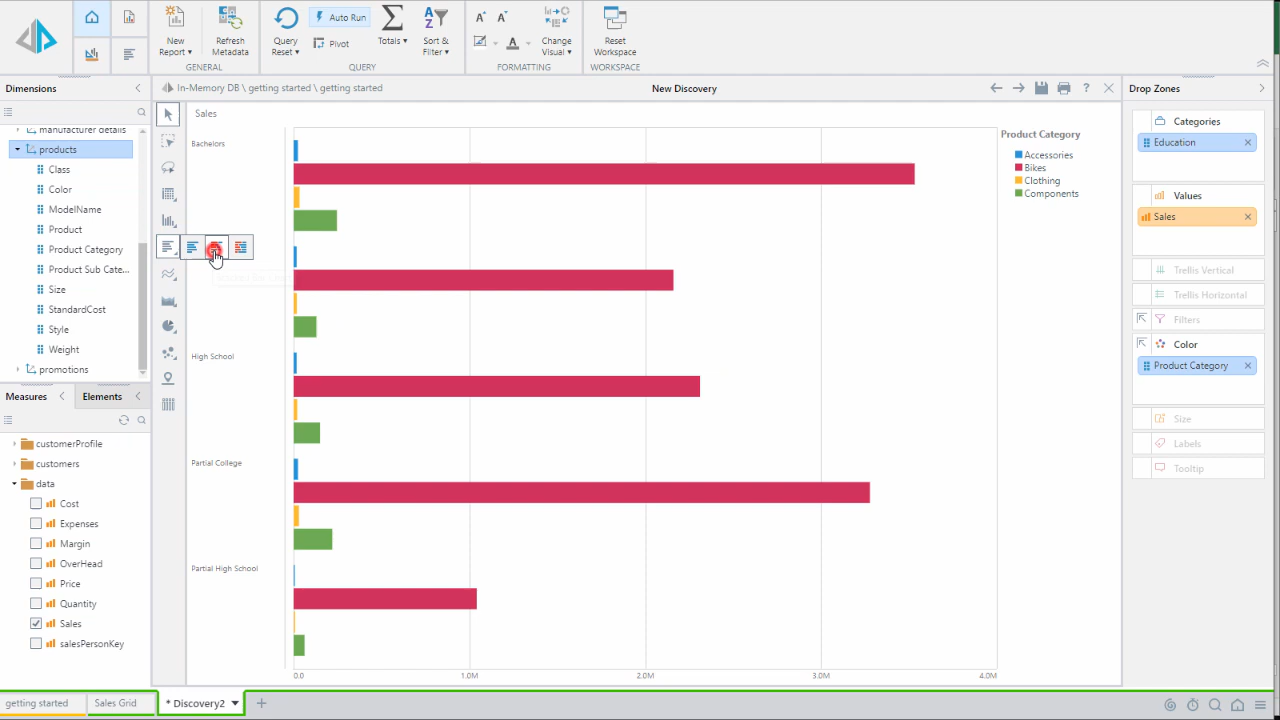 Auto Run
Pivot
New
Report
Refresh
Metadata
Query
Reset
Totals
Sort &
Filter
A
A
A
Change
Visual
Reset
Workspace
GENERAL
QUERY
FORMATTING
WORKSPACE
Dimensions
manufacturer details
products
Class
Color
ModelName
Product
Product Category
Product Sub Cate...
Size
StandardCost
Style
Weight
promotions
Measures
Elements
customerProfile
customers
data
Cost
Expenses
Margin
OverHead
Price
Quantity
Sales
salesPersonKey
In-Memory DB \ getting started \ getting started
New Discovery
?
Sales
Bachelors
High School
Partial College
Partial High School
0.0
1.0M
2.0M
3.0M
4.0M
Product Category
Accessories
Bikes
Clothing
Components
Drop Zones
Categories
Education
Values
Sales
Trellis Vertical
Trellis Horizontal
Filters
Color
Product Category
Size
Labels
Tooltip
getting started
Sales Grid
* Discovery2